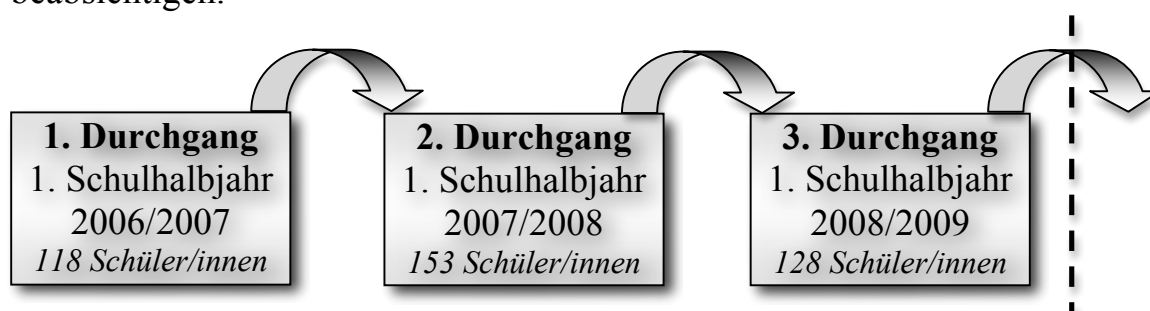 beabsichtigen.
1. Durchgang
1. Schulhalbjahr
2006/2007
118 Schüler/innen
2. Durchgang
1. Schulhalbjahr
2007/2008
153 Schüler/innen
3. Durchgang
1. Schulhalbjahr
2008/2009
128 Schüler/innen